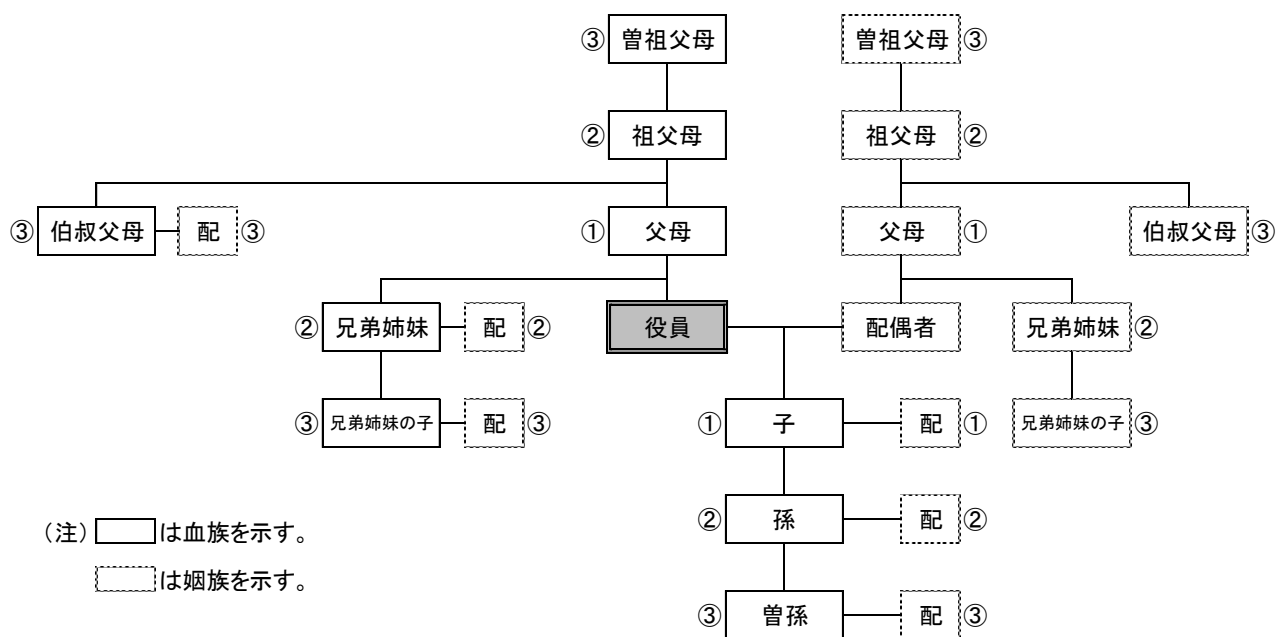 ③ 曽祖父母 曽祖父母 ③
② 祖父母 祖父母 ②
③ 伯叔父母 配 ③ ① 父母 父母 ① 伯叔父母 ③
② 兄弟姉妹 配 ② 役員 配偶者 兄弟姉妹 ②
③ 兄弟姉妹の子 配 ③ ① 子 配 ① 兄弟姉妹の子 ③
② 孫 配 ②
(注) は血族を示す。
は姻族を示す。
③ 曽孫 配 ③